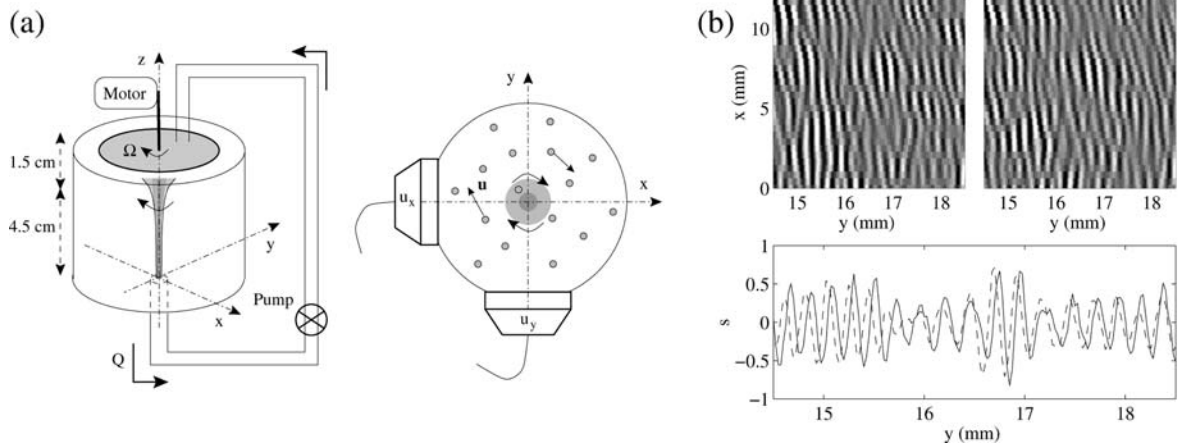 (a)
z
Motor
Ω
1.5 cm
4.5 cm
y
x
Pump
Q
y
x
u
u_x
u_y
(b)
10
5
0
x (mm)
15 16 17 18
y (mm)
15 16 17 18
y (mm)
1
0.5
0
−0.5
−1
s
15 16 17 18
y (mm)